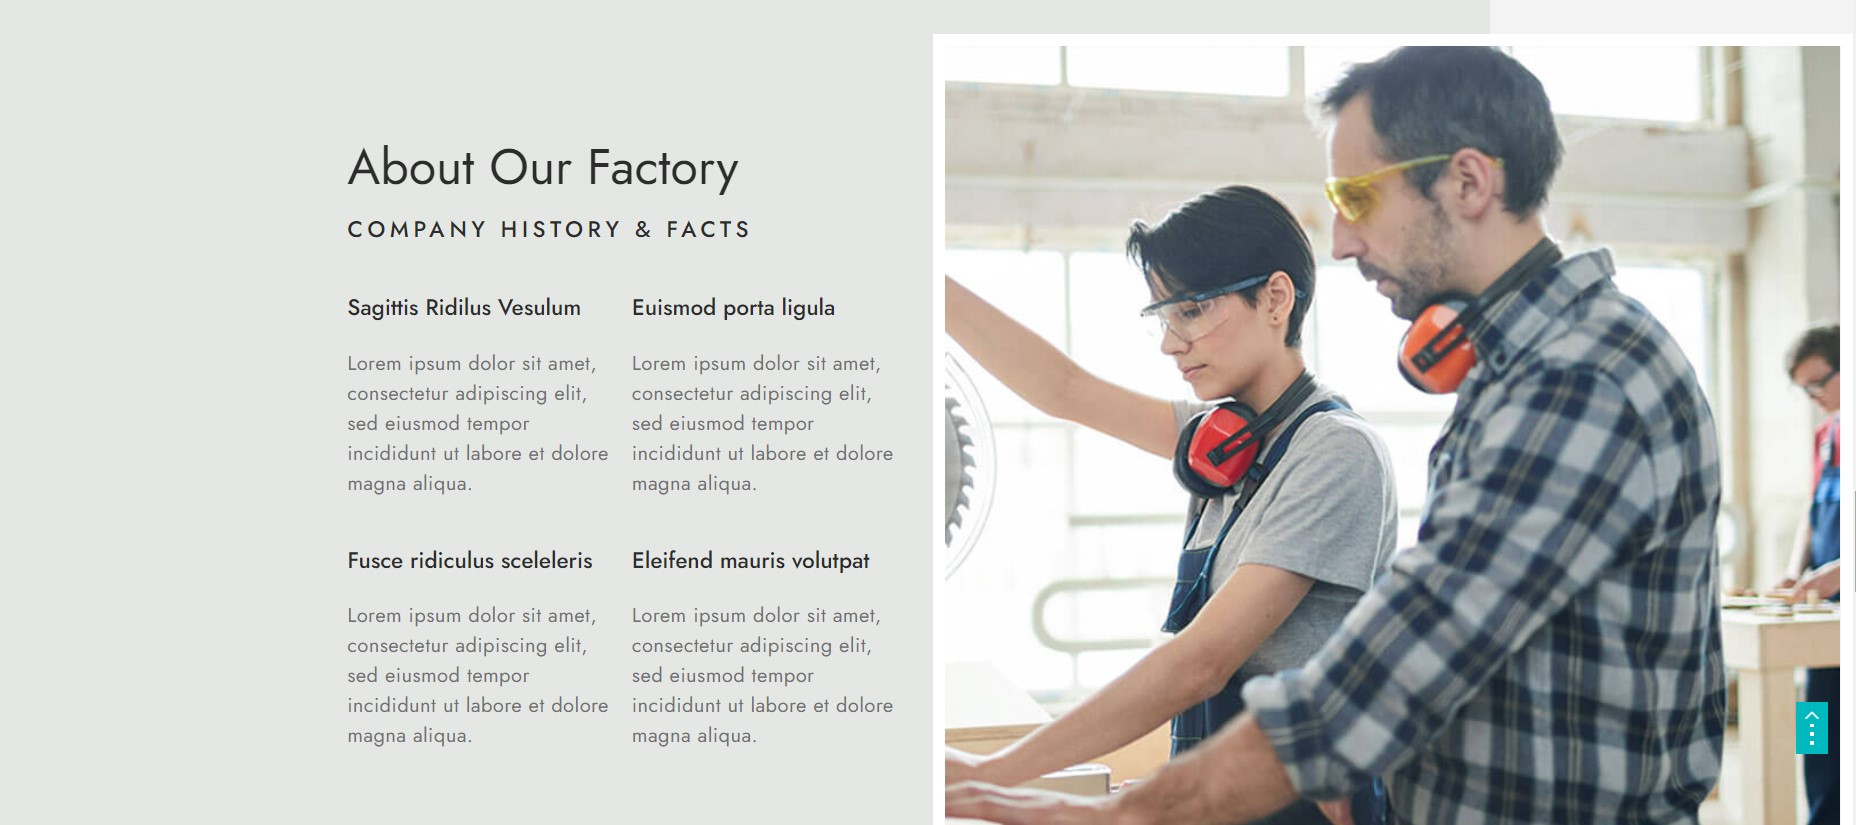 About Our Factory
COMPANY HISTORY & FACTS
Sagittis Ridilus Vesulum
Lorem ipsum dolor sit amet,
consectetur adipiscing elit,
sed eiusmod tempor
incididunt ut labore et dolore
magna aliqua.
Euismod porta ligula
Lorem ipsum dolor sit amet,
consectetur adipiscing elit,
sed eiusmod tempor
incididunt ut labore et dolore
magna aliqua.
Fusce ridiculus sceleleris
Lorem ipsum dolor sit amet,
consectetur adipiscing elit,
sed eiusmod tempor
incididunt ut labore et dolore
magna aliqua.
Eleifend mauris volutpat
Lorem ipsum dolor sit amet,
consectetur adipiscing elit,
sed eiusmod tempor
incididunt ut labore et dolore
magna aliqua.